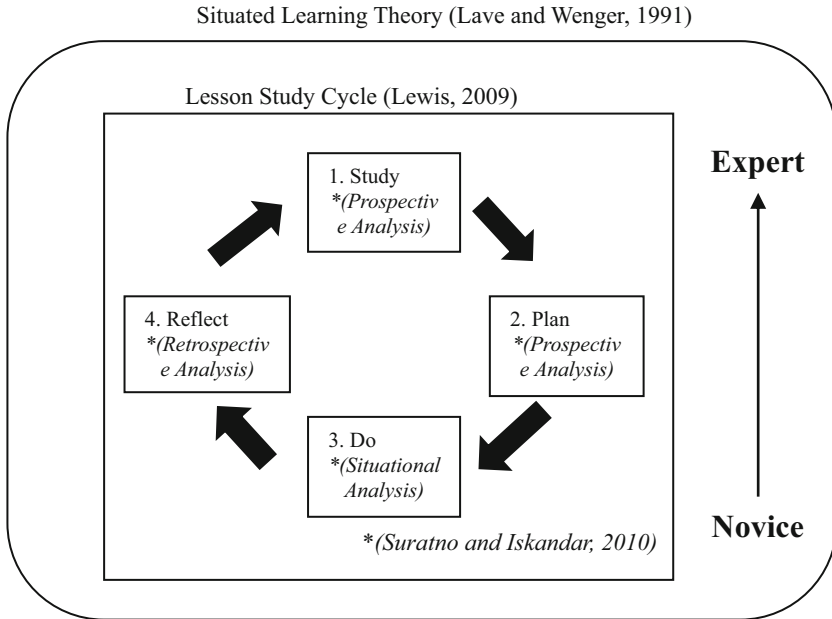 Situated Learning Theory (Lave and Wenger, 1991)
Lesson Study Cycle (Lewis, 2009)
1. Study
*(Prospectiv
e Analysis)
Expert
4. Reflect
*(Retrospectiv
e Analysis)
2. Plan
*(Prospectiv
e Analysis)
3. Do
*(Situational
Analysis)
Novice
*(Suratno and Iskandar, 2010)